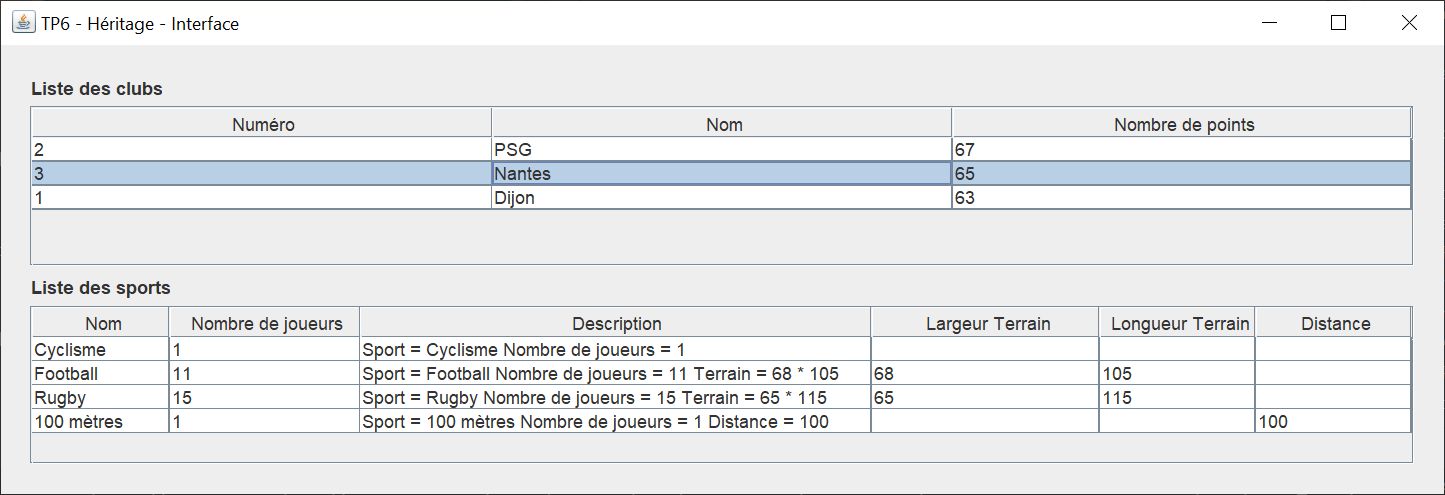 TP6 - Héritage - Interface
Liste des clubs
Numéro Nom Nombre de points
2 PSG 67
3 Nantes 65
1 Dijon 63
Liste des sports
Nom Nombre de joueurs Description Largeur Terrain Longueur Terrain Distance
Cyclisme 1 Sport = Cyclisme Nombre de joueurs = 1
Football 11 Sport = Football Nombre de joueurs = 11 Terrain = 68 * 105 68 105
Rugby 15 Sport = Rugby Nombre de joueurs = 15 Terrain = 65 * 115 65 115
100 mètres 1 Sport = 100 mètres Nombre de joueurs = 1 Distance = 100 100